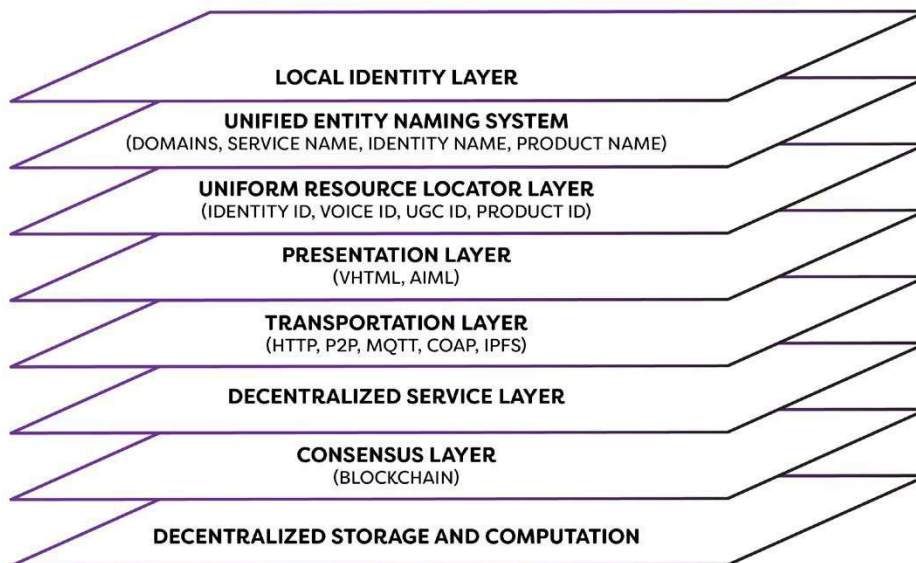 LOCAL IDENTITY LAYER
UNIFIED ENTITY NAMING SYSTEM
(DOMAINS, SERVICE NAME, IDENTITY NAME, PRODUCT NAME)
UNIFORM RESOURCE LOCATOR LAYER
(IDENTITY ID, VOICE ID, UGC ID, PRODUCT ID)
PRESENTATION LAYER
(VHTML, AIML)
TRANSPORTATION LAYER
(HTTP, P2P, MQTT, COAP, IPFS)
DECENTRALIZED SERVICE LAYER
CONSENSUS LAYER
(BLOCKCHAIN)
DECENTRALIZED STORAGE AND COMPUTATION